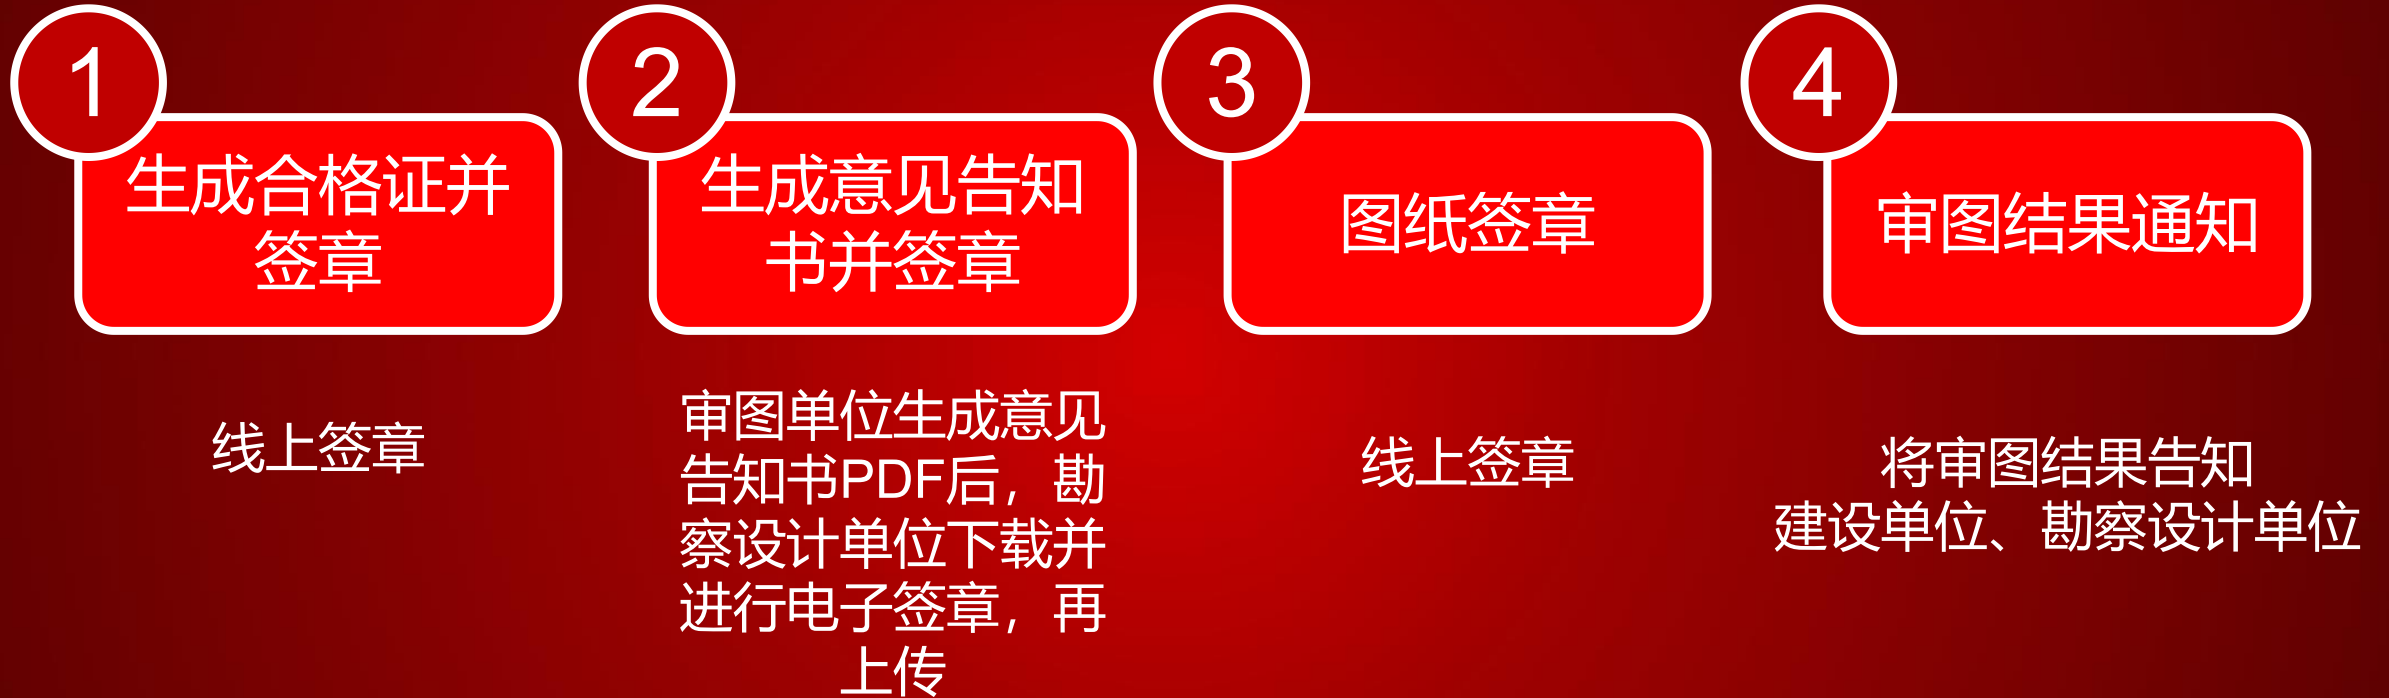 1
生成合格证并
签章
线上签章
2
生成意见告知
书并签章
审图单位生成意见
告知书PDF后，勘
察设计单位下载并
进行电子签章，再
上传
3
图纸签章
线上签章
4
审图结果通知
将审图结果告知
建设单位、勘察设计单位